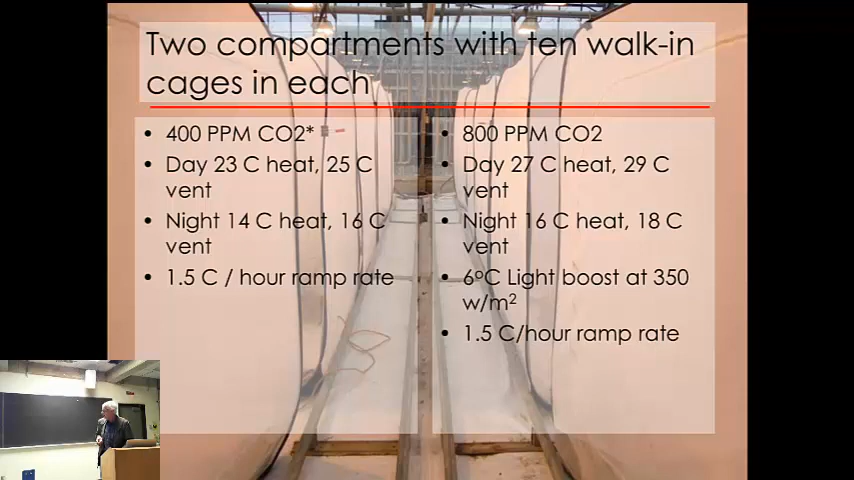 Two compartments with ten walk-in
cages in each
• 400 PPM CO2*
• Day 23 C heat, 25 C
vent
• Night 14 C heat, 16 C
vent
• 1.5 C / hour ramp rate
• 800 PPM CO2
• Day 27 C heat, 29 C
vent
• Night 16 C heat, 18 C
vent
• 6ºC Light boost at 350
w/m²
• 1.5 C/hour ramp rate